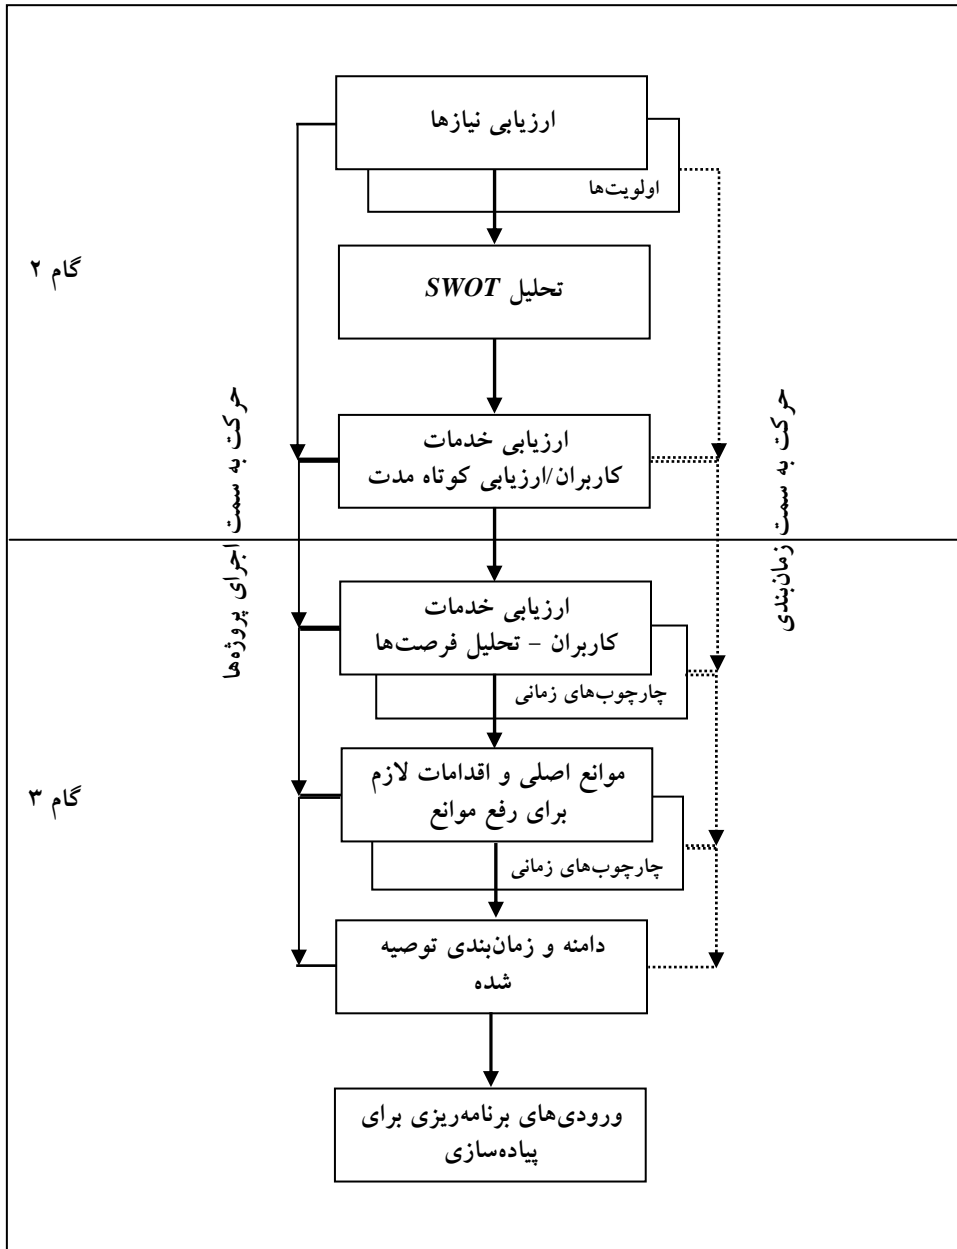 ارزیابی نیازها
اولویت‌ها
گام ۲
تحلیل SWOT
ارزیابی خدمات
کاربران/ارزیابی کوتاه مدت
حرکت به سمت اجرای پروژه‌ها
حرکت به سمت زمان‌بندی
ارزیابی خدمات
کاربران – تحلیل فرصت‌ها
چارچوب‌های زمانی
موانع اصلی و اقدامات لازم
برای رفع موانع
گام ۳
چارچوب‌های زمانی
دامنه و زمان‌بندی توصیه
شده
ورودی‌های برنامه‌ریزی برای
پیاده‌سازی